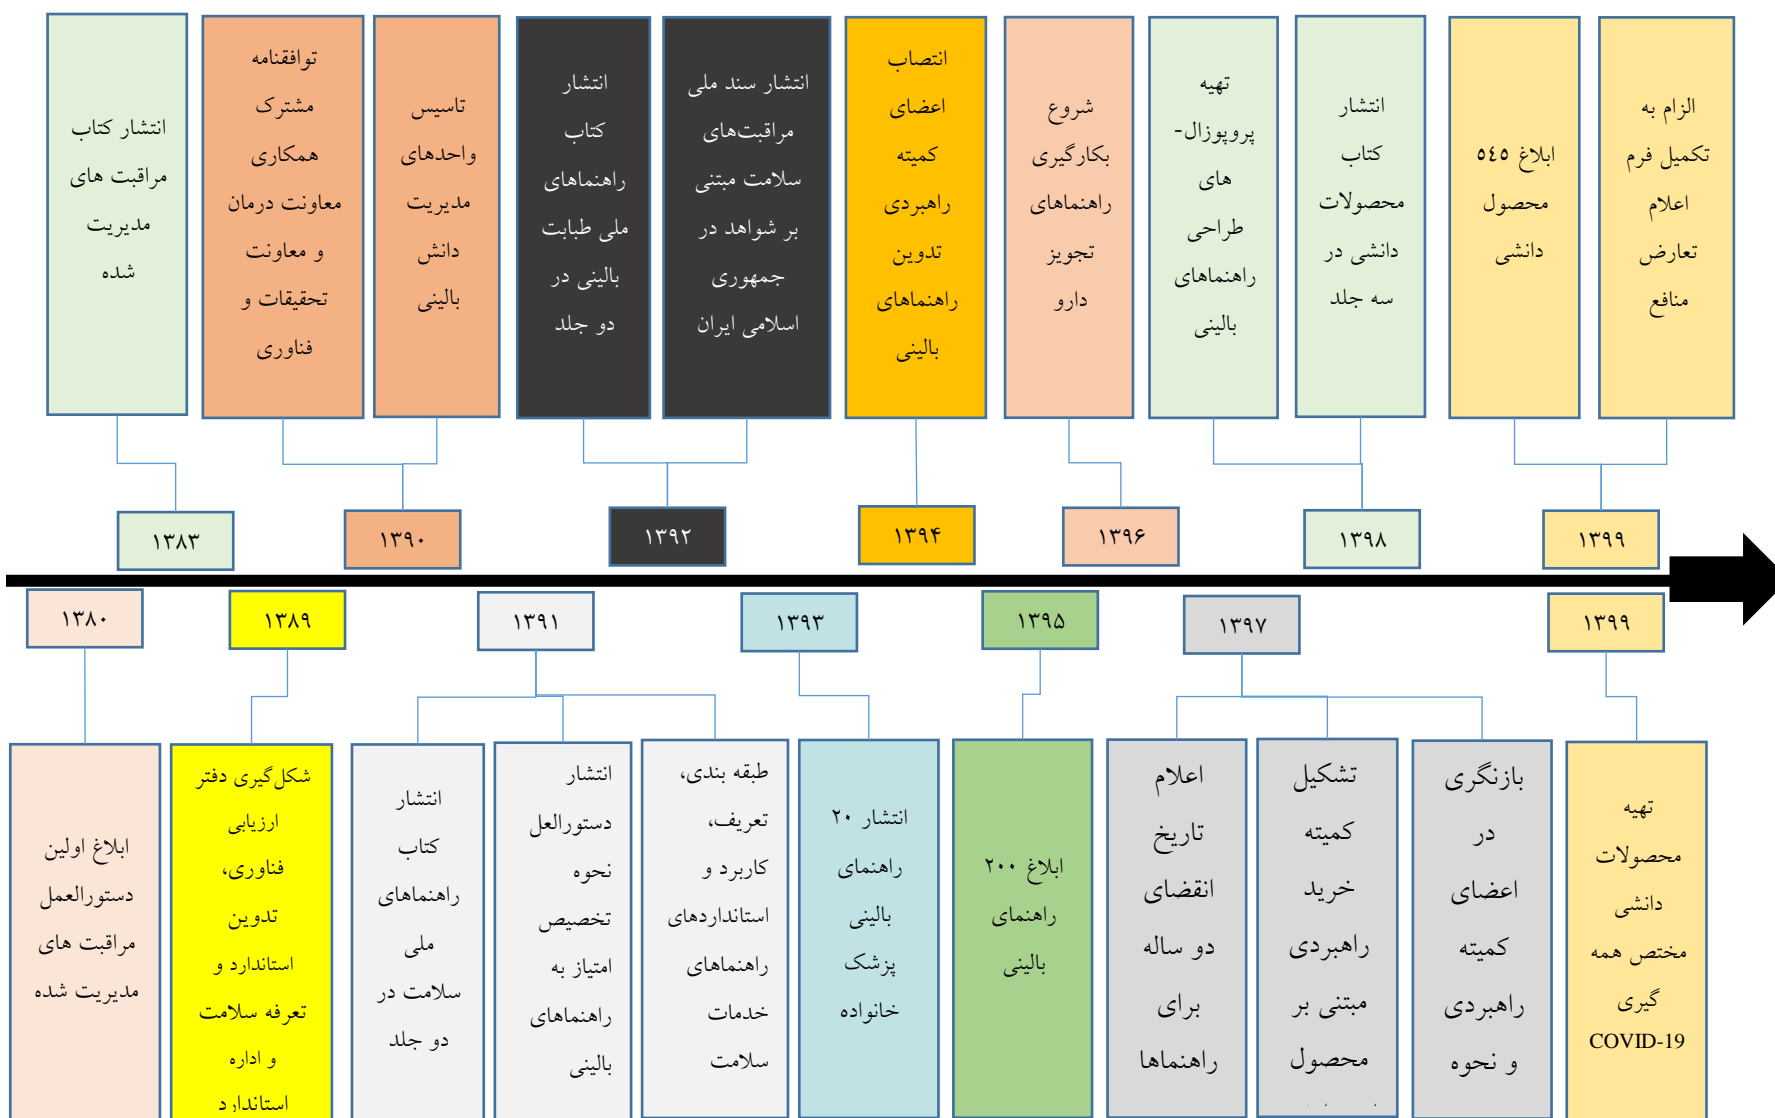 انتشار کتاب
مراقبت های
مدیریت
شده
توافقنامه
مشترک
همکاری
معاونت درمان
و معاونت
تحقیقات و
فناوری
تاسیس
واحدهای
مدیریت
دانش
بالینی
انتشار
کتاب
راهنماهای
ملی طبابت
بالینی در
دو جلد
انتشار سند ملی
مراقبت‌های
سلامت مبتنی
بر شواهد در
جمهوری
اسلامی ایران
انتصاب
اعضای
کمیته
راهبردی
تدوین
راهنماهای
بالینی
شروع
بکارگیری
راهنماهای
تجویز
دارو
تهیه
پروپوزال-
های
طراحی
راهنماهای
بالینی
انتشار
کتاب
محصولات
دانشی در
سه جلد
ابلاغ ٥٤٥
محصول
دانشی
الزام به
تکمیل فرم
اعلام
تعارض
منافع
۱۳۸۳
۱۳۹۰
۱۳۹۲
۱۳۹۴
۱۳۹۶
۱۳۹۸
۱۳۹۹
۱۳۸۰
۱۳۸۹
۱۳۹۱
۱۳۹۳
۱۳۹۵
۱۳۹۷
۱۳۹۹
ابلاغ اولین
دستورالعمل
مراقبت های
مدیریت شده
شکل‌گیری دفتر
ارزیابی
فناوری،
تدوین
استاندارد و
تعرفه سلامت
و اداره
استاندارد
انتشار
کتاب
راهنماهای
ملی
سلامت در
دو جلد
انتشار
دستورالعل
نحوه
تخصیص
امتیاز به
راهنماهای
بالینی
طبقه بندی،
تعریف،
کاربرد و
استانداردهای
راهنماهای
خدمات
سلامت
انتشار ۲۰
راهنمای
بالینی
پزشک
خانواده
ابلاغ ۲۰۰
راهنمای
بالینی
اعلام
تاریخ
انقضای
دو ساله
برای
راهنماها
تشکیل
کمیته
خرید
راهبردی
مبتنی بر
محصول
بازنگری
در
اعضای
کمیته
راهبردی
و نحوه
تهیه
محصولات
دانشی
مختص همه
گیری
COVID-19